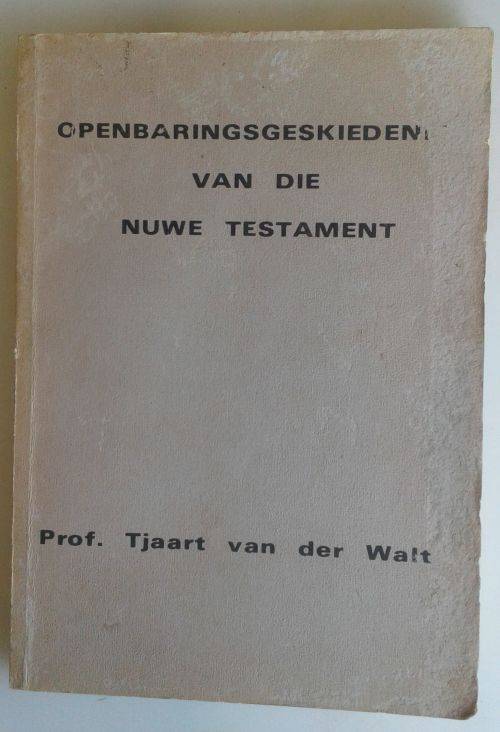 OPENBARINGSGESKIEDEN
VAN DIE
NUWE TESTAMENT
Prof. Tjaart van der Walt